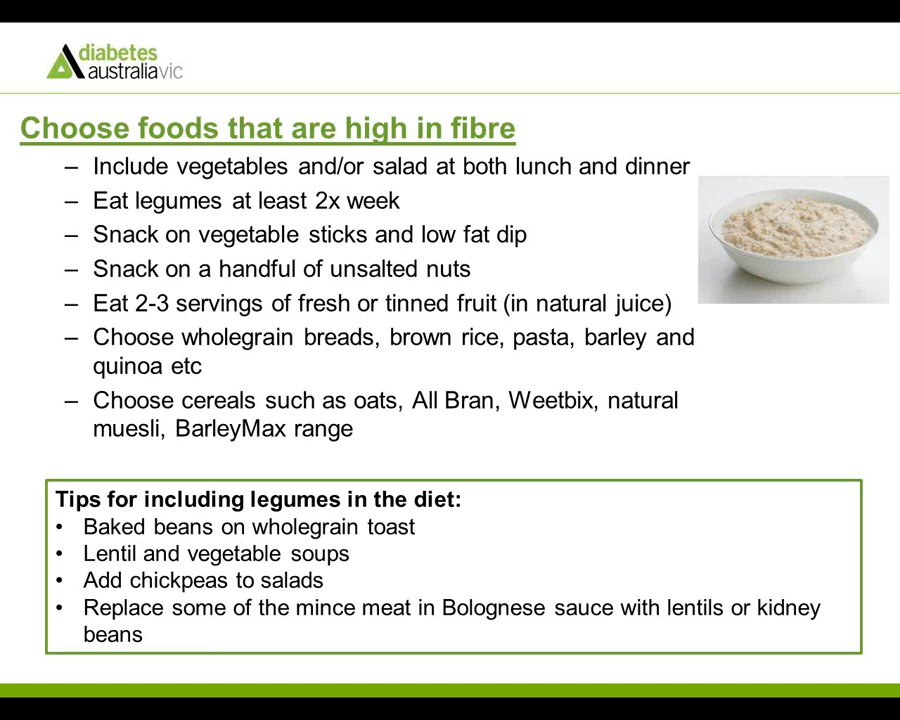 diabetes
australiavic
Choose foods that are high in fibre
– Include vegetables and/or salad at both lunch and dinner
– Eat legumes at least 2x week
– Snack on vegetable sticks and low fat dip
– Snack on a handful of unsalted nuts
– Eat 2-3 servings of fresh or tinned fruit (in natural juice)
– Choose wholegrain breads, brown rice, pasta, barley and
quinoa etc
– Choose cereals such as oats, All Bran, Weetbix, natural
muesli, BarleyMax range
Tips for including legumes in the diet:
• Baked beans on wholegrain toast
• Lentil and vegetable soups
• Add chickpeas to salads
• Replace some of the mince meat in Bolognese sauce with lentils or kidney
beans